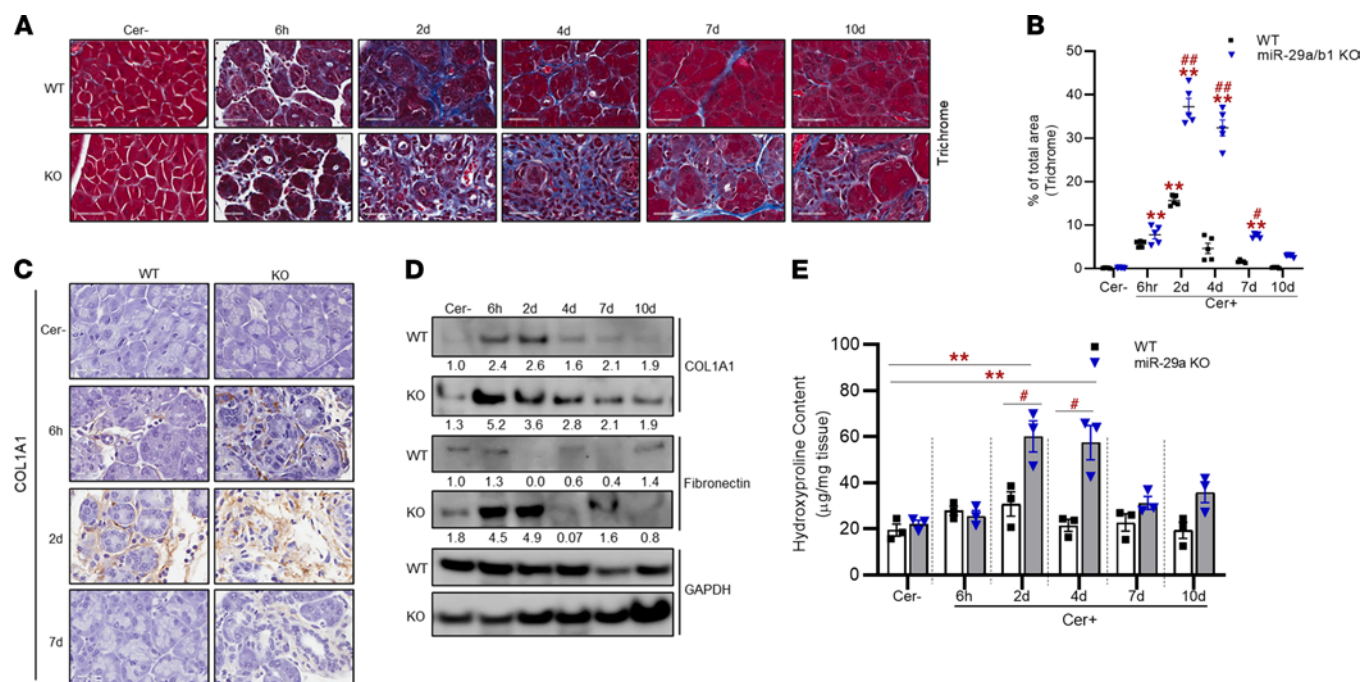 A
Cer-
6h
2d
4d
7d
10d
WT
KO
Trichrome
B
WT
miR-29a/b1 KO
% of total area
(Trichrome)
50
40
30
20
10
0
##
**
##
**
**
**
#
**
Cer-
6hr
2d
4d
7d
10d
Cer+
C
WT
KO
COL1A1
Cer-
6h
2d
7d
D
Cer-
6h
2d
4d
7d
10d
WT
1.0
2.4
2.6
1.6
2.1
1.9
COL1A1
KO
1.3
5.2
3.6
2.8
2.1
1.9
WT
1.0
1.3
0.0
0.6
0.4
1.4
Fibronectin
KO
1.8
4.5
4.9
0.07
1.6
0.8
WT
GAPDH
KO
E
WT
miR-29a KO
Hydroxyproline Content
(µg/mg tissue)
100
80
60
40
20
0
**
**
#
#
Cer-
6h
2d
4d
7d
10d
Cer+